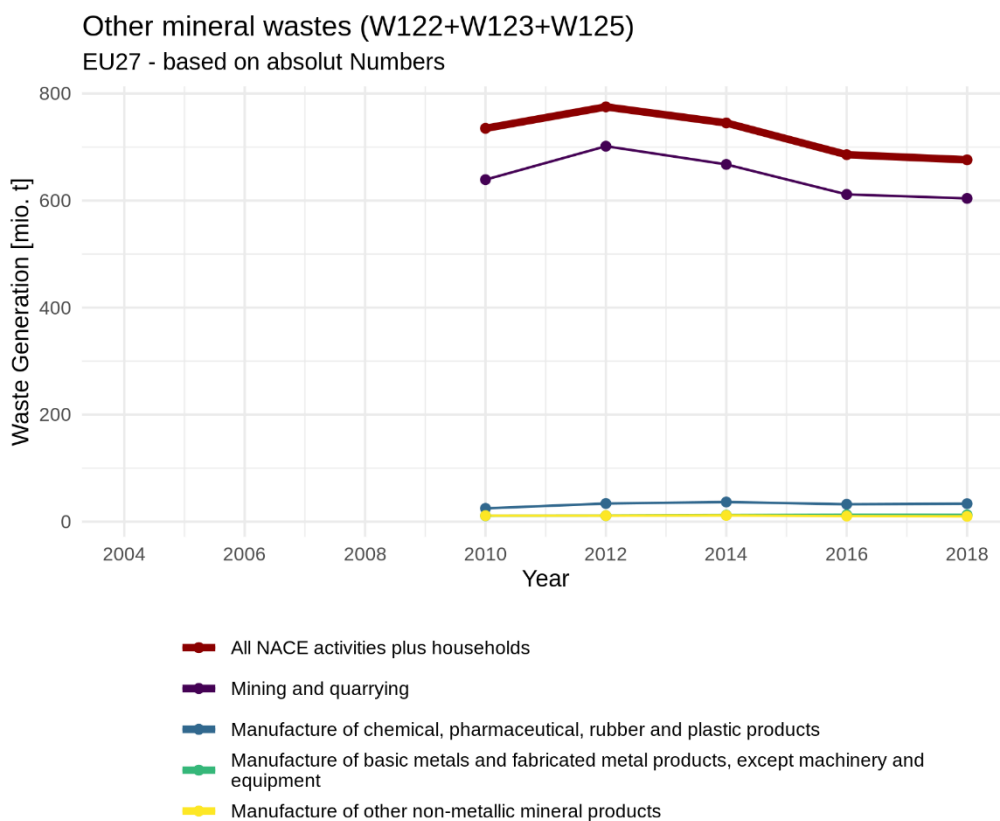 Other mineral wastes (W122+W123+W125)
EU27 - based on absolut Numbers
Waste Generation [mio. t]
800
600
400
200
0
2004 2006 2008 2010 2012 2014 2016 2018
Year
All NACE activities plus households
Mining and quarrying
Manufacture of chemical, pharmaceutical, rubber and plastic products
Manufacture of basic metals and fabricated metal products, except machinery and
equipment
Manufacture of other non-metallic mineral products